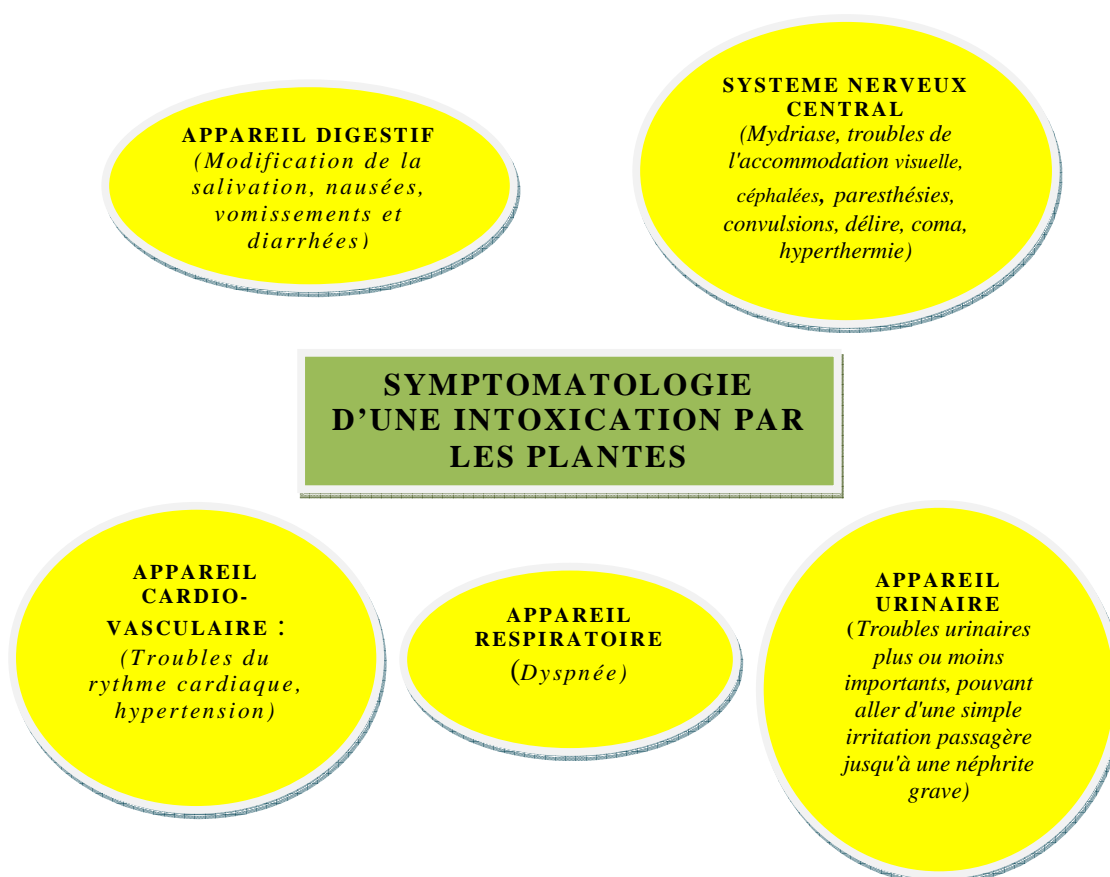 APPAREIL DIGESTIF
(Modification de la
salivation, nausées,
vomissements et
diarrhées)
SYSTEME NERVEUX
CENTRAL
(Mydriase, troubles de
l'accommodation visuelle,
céphalées, paresthésies,
convulsions, délire, coma,
hyperthermie)
SYMPTOMATOLOGIE
D’UNE INTOXICATION PAR
LES PLANTES
APPAREIL
CARDIO-
VASCULAIRE :
(Troubles du
rythme cardiaque,
hypertension)
APPAREIL
RESPIRATOIRE
(Dyspnée)
APPAREIL
URINAIRE
(Troubles urinaires
plus ou moins
importants, pouvant
aller d'une simple
irritation passagère
jusqu'à une néphrite
grave)